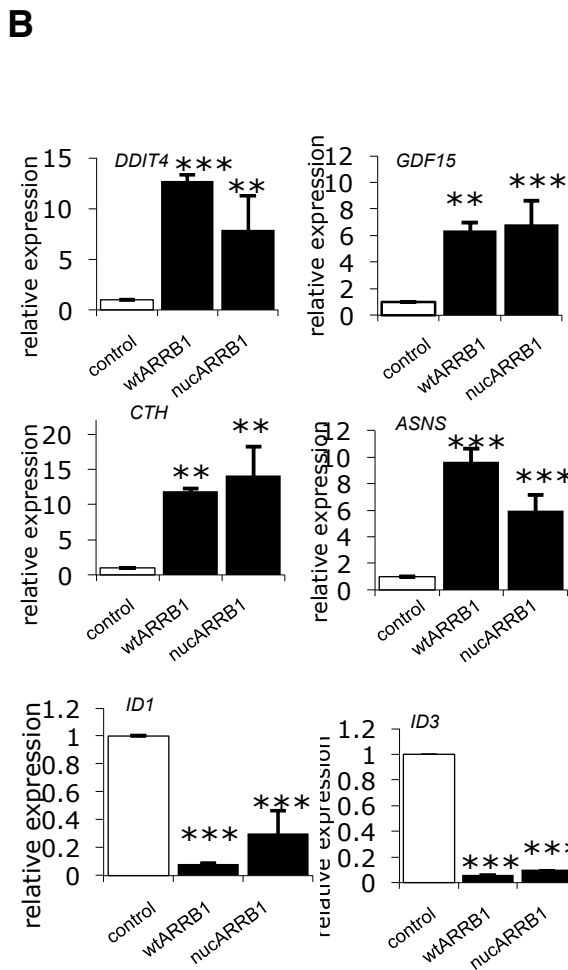 B
DDIT4
relative expression
15
10
5
0
***
**
control
wtARRB1
nucARRB1
GDF15
relative expression
12
10
8
6
4
2
0
**
***
control
wtARRB1
nucARRB1
CTH
relative expression
20
15
10
5
0
**
**
control
wtARRB1
nucARRB1
ASNS
relative expression
12
10
8
6
4
2
0
***
***
control
wtARRB1
nucARRB1
ID1
relative expression
1.2
1
0.8
0.6
0.4
0.2
0
***
***
control
wtARRB1
nucARRB1
ID3
relative expression
1.2
1
0.8
0.6
0.4
0.2
0
***
***
control
wtARRB1
nucARRB1